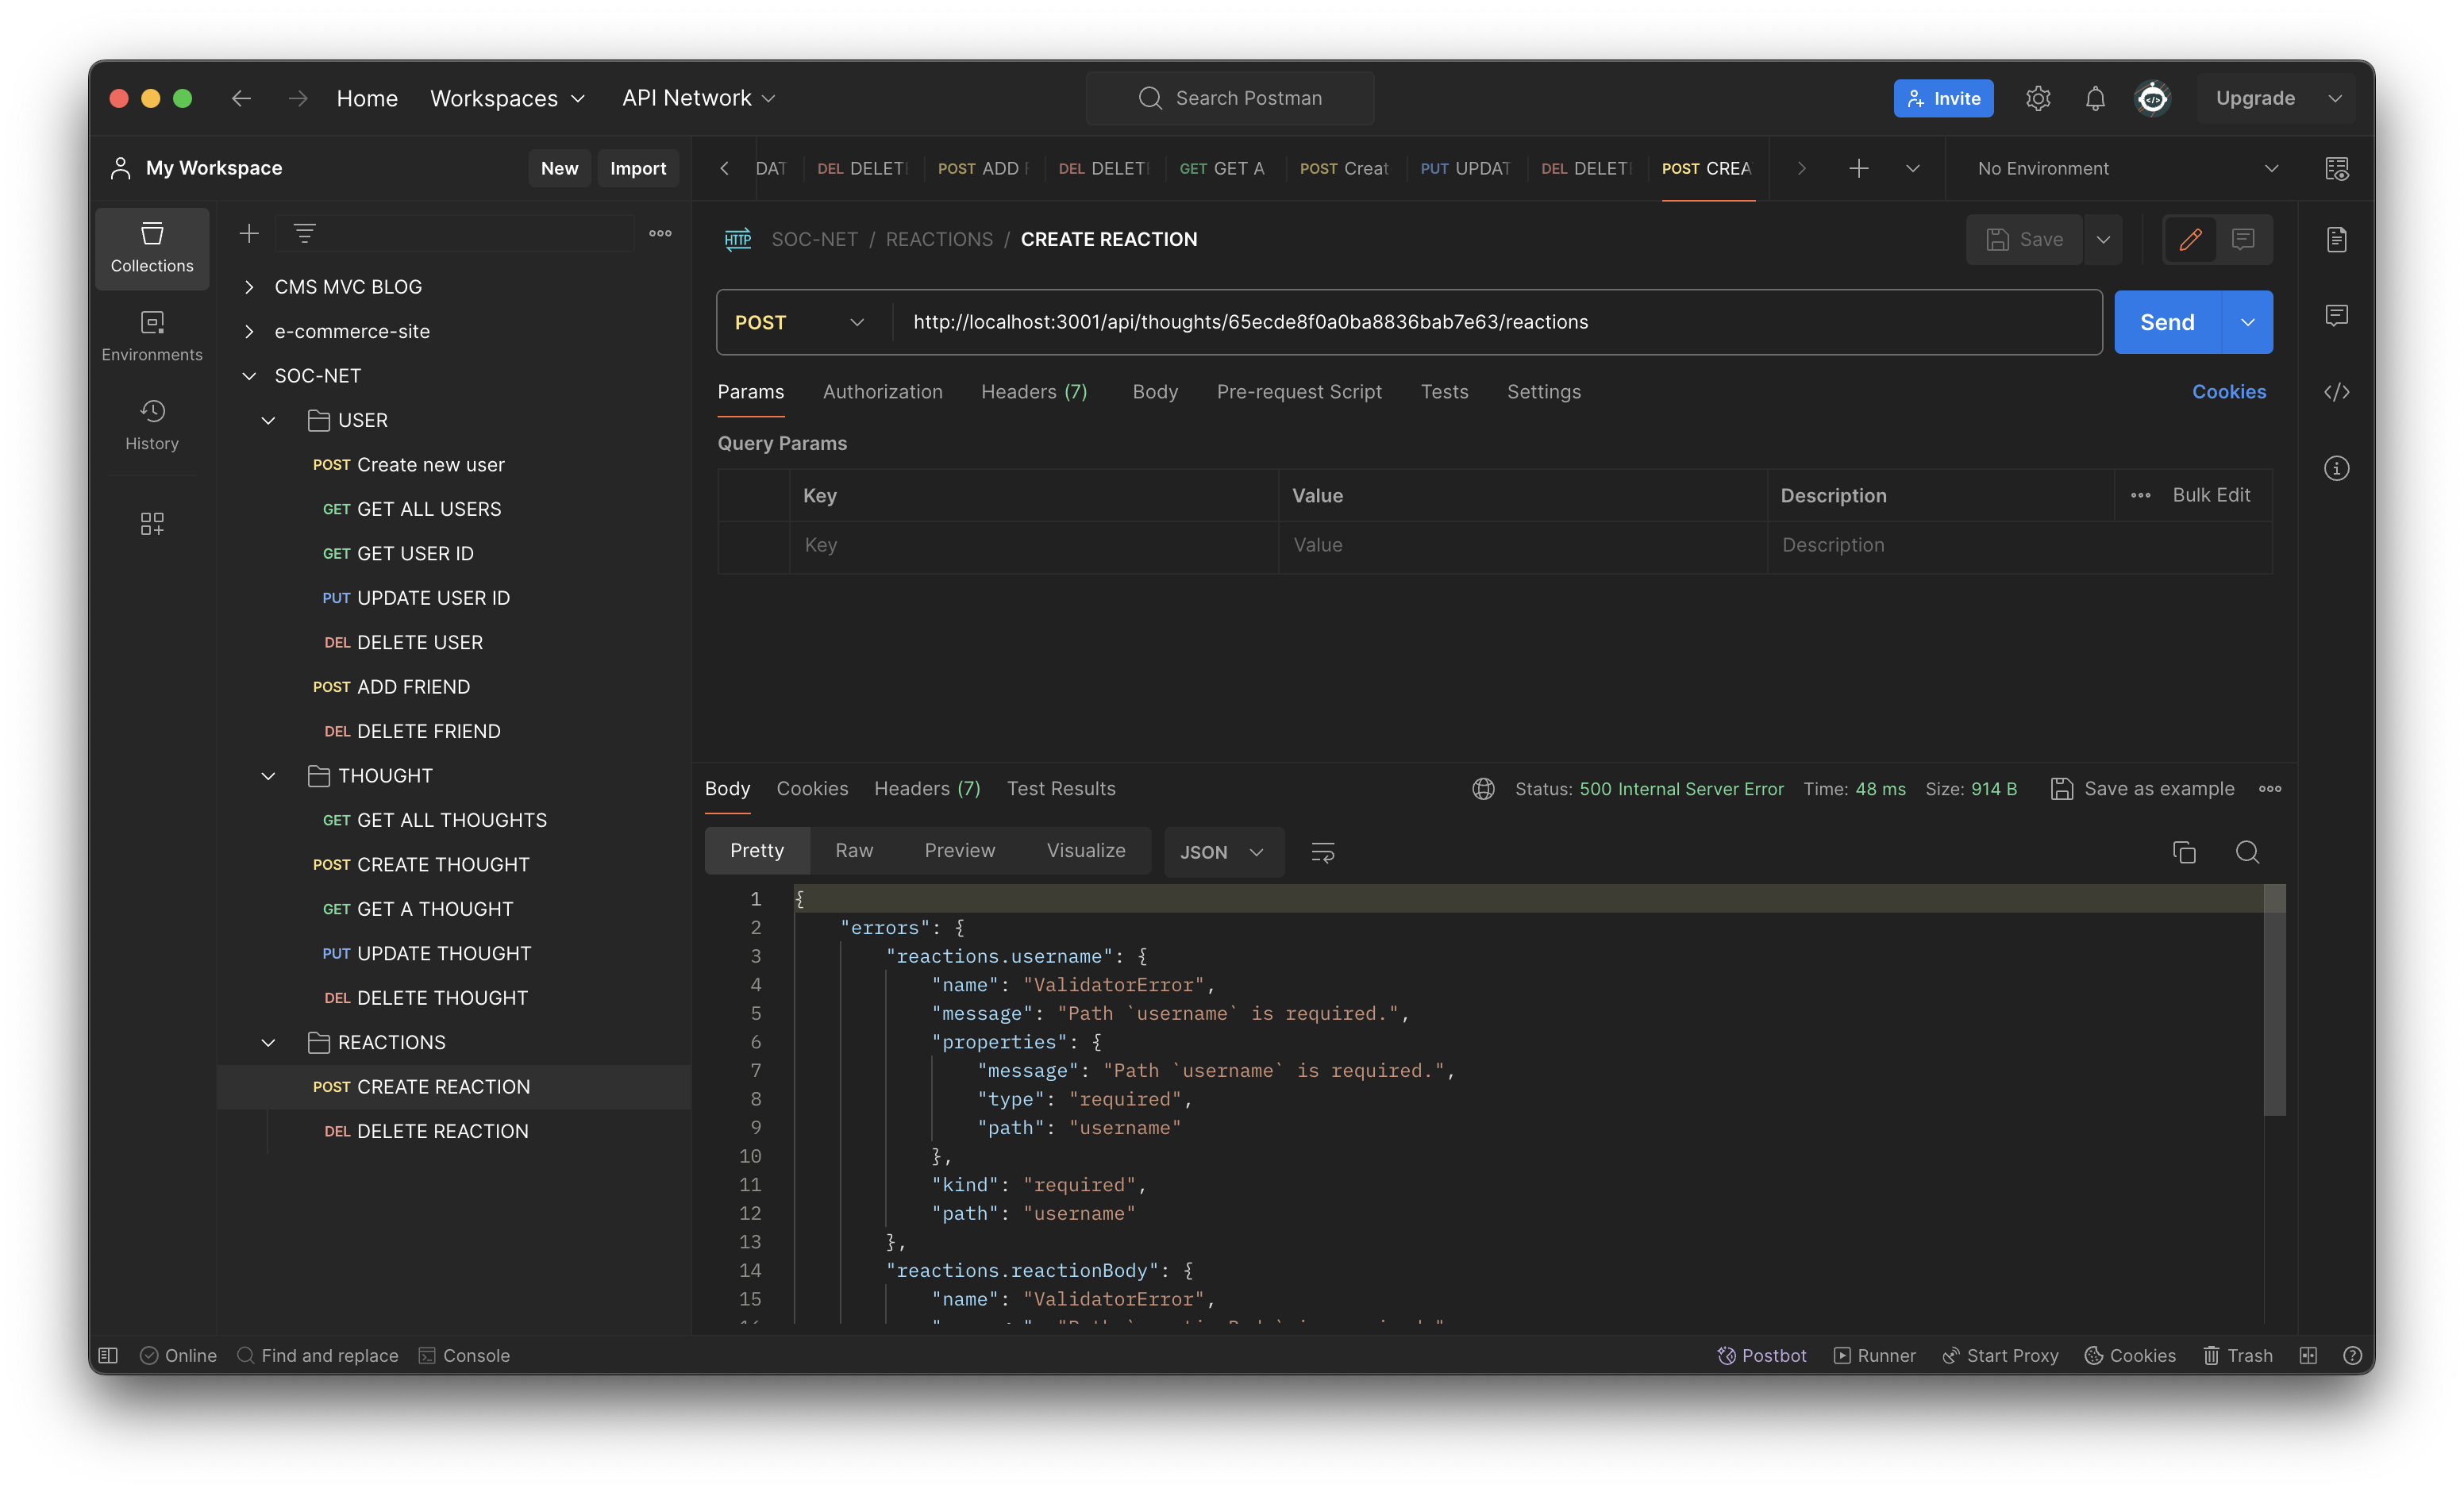 Home Workspaces API Network Search Postman Invite Upgrade
My Workspace New Import
DAT DEL DELET POST ADD DEL DELET GET GET A POST Creat PUT UPDAT DEL DELET POST CREA No Environment
Collections
Environments
History
CMS MVC BLOG
e-commerce-site
SOC-NET
USER
POST Create new user
GET GET ALL USERS
GET GET USER ID
PUT UPDATE USER ID
DEL DELETE USER
POST ADD FRIEND
DEL DELETE FRIEND
THOUGHT
GET GET ALL THOUGHTS
POST CREATE THOUGHT
GET GET A THOUGHT
PUT UPDATE THOUGHT
DEL DELETE THOUGHT
REACTIONS
POST CREATE REACTION
DEL DELETE REACTION
HTTP SOC-NET / REACTIONS / CREATE REACTION Save
POST http://localhost:3001/api/thoughts/65ecde8f0a0ba8836bab7e63/reactions Send
Params Authorization Headers (7) Body Pre-request Script Tests Settings Cookies
Query Params
Key Value Description Bulk Edit
Key Value Description
Body Cookies Headers (7) Test Results Status: 500 Internal Server Error Time: 48 ms Size: 914 B Save as example
Pretty Raw Preview Visualize JSON
1 {
2 "errors": {
3 "reactions.username": {
4 "name": "ValidatorError",
5 "message": "Path `username` is required.",
6 "properties": {
7 "message": "Path `username` is required.",
8 "type": "required",
9 "path": "username"
10 },
11 "kind": "required",
12 "path": "username"
13 },
14 "reactions.reactionBody": {
15 "name": "ValidatorError",
Online Find and replace Console Postbot Runner Start Proxy Cookies Trash